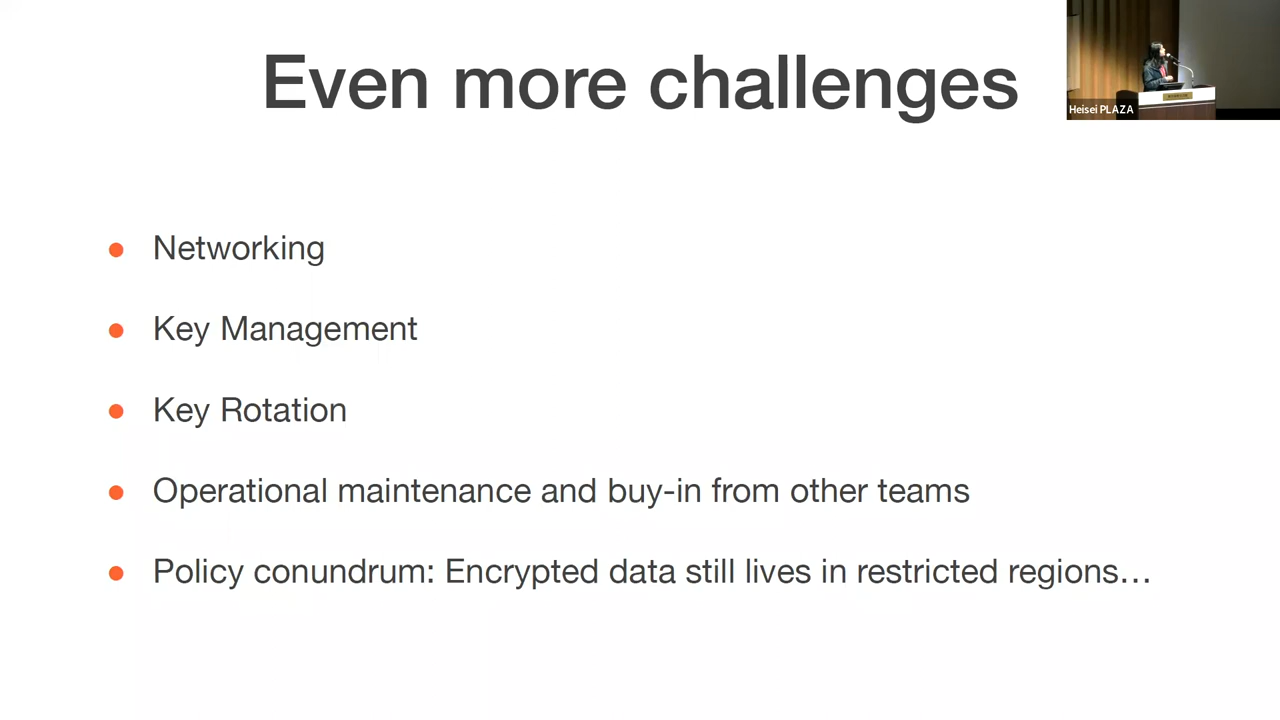 Even more challenges
Heisei PLAZA
● Networking
● Key Management
● Key Rotation
● Operational maintenance and buy-in from other teams
● Policy conundrum: Encrypted data still lives in restricted regions…